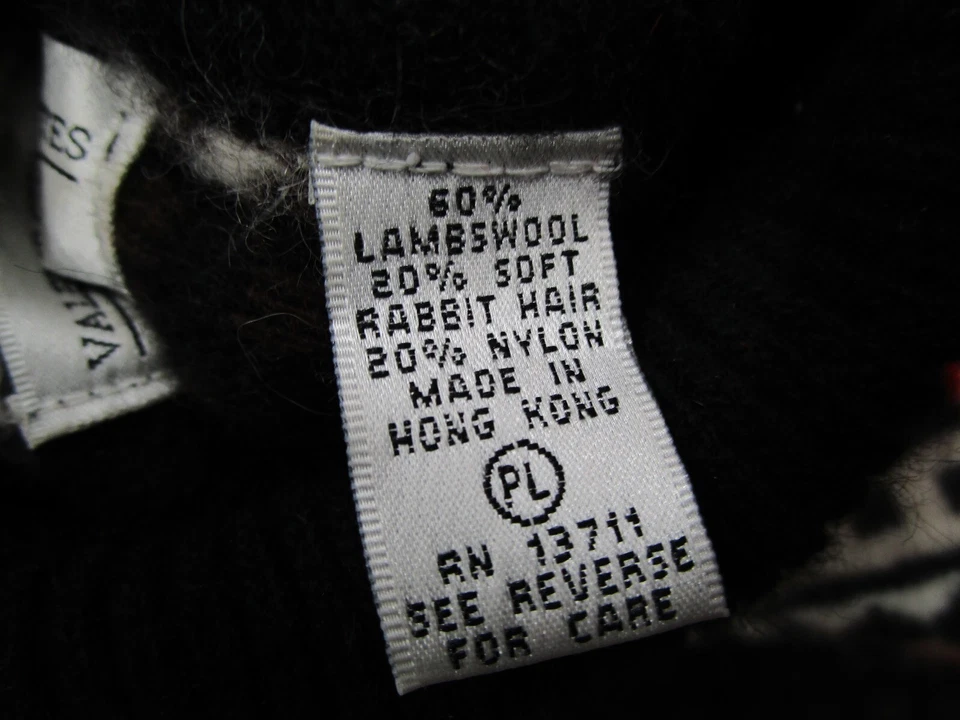 60%
LAMBSWOOL
20% SOFT
RABBIT HAIR
20% NYLON
MADE IN
HONG KONG
PL
RN 13711
SEE REVERSE
FOR CARE